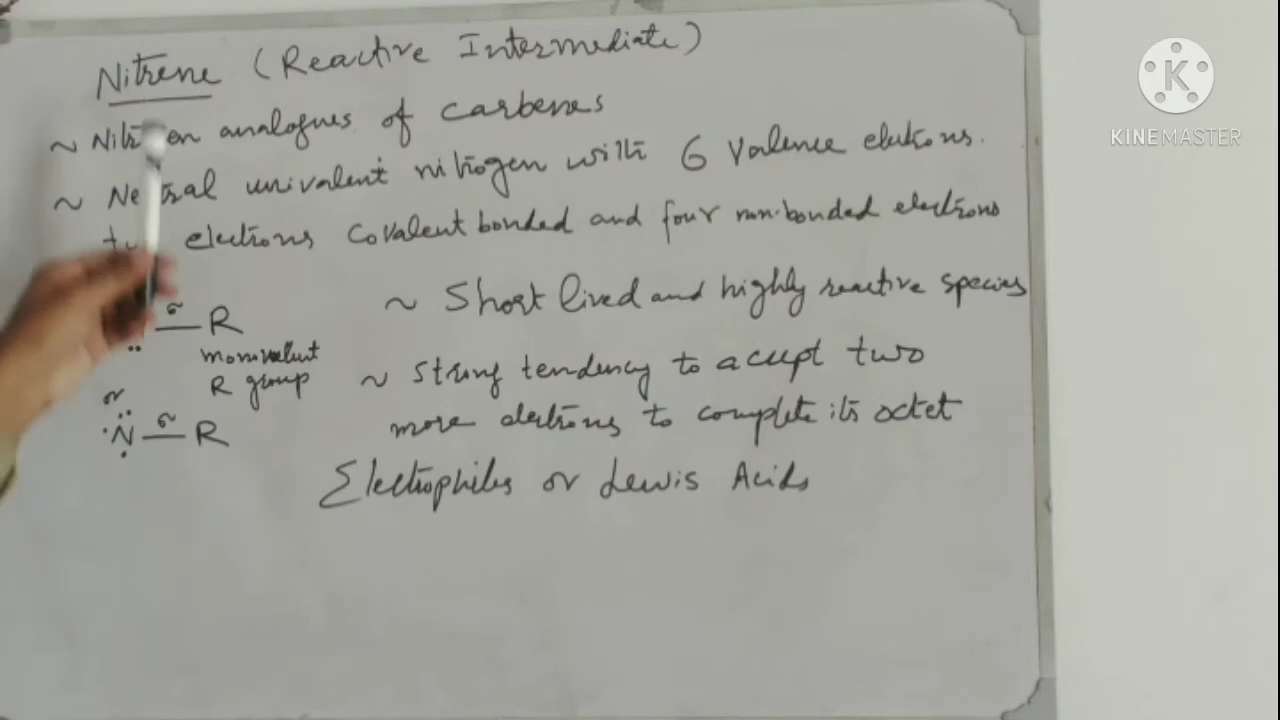 Nitrene (Reactive Intermediate)
~ Nitrogen analogues of carbenes
~ Neutral univalent nitrogen with 6 valence electrons.
two electrons covalent bonded and four non-bonded electrons
σ
— R
..
monovalent
R group
or
:N — R
σ
~ Short lived and highly reactive species
~ Strong tendency to accept two
more electrons to complete its octet
Electrophiles or Lewis Acids
K
KINEMASTER